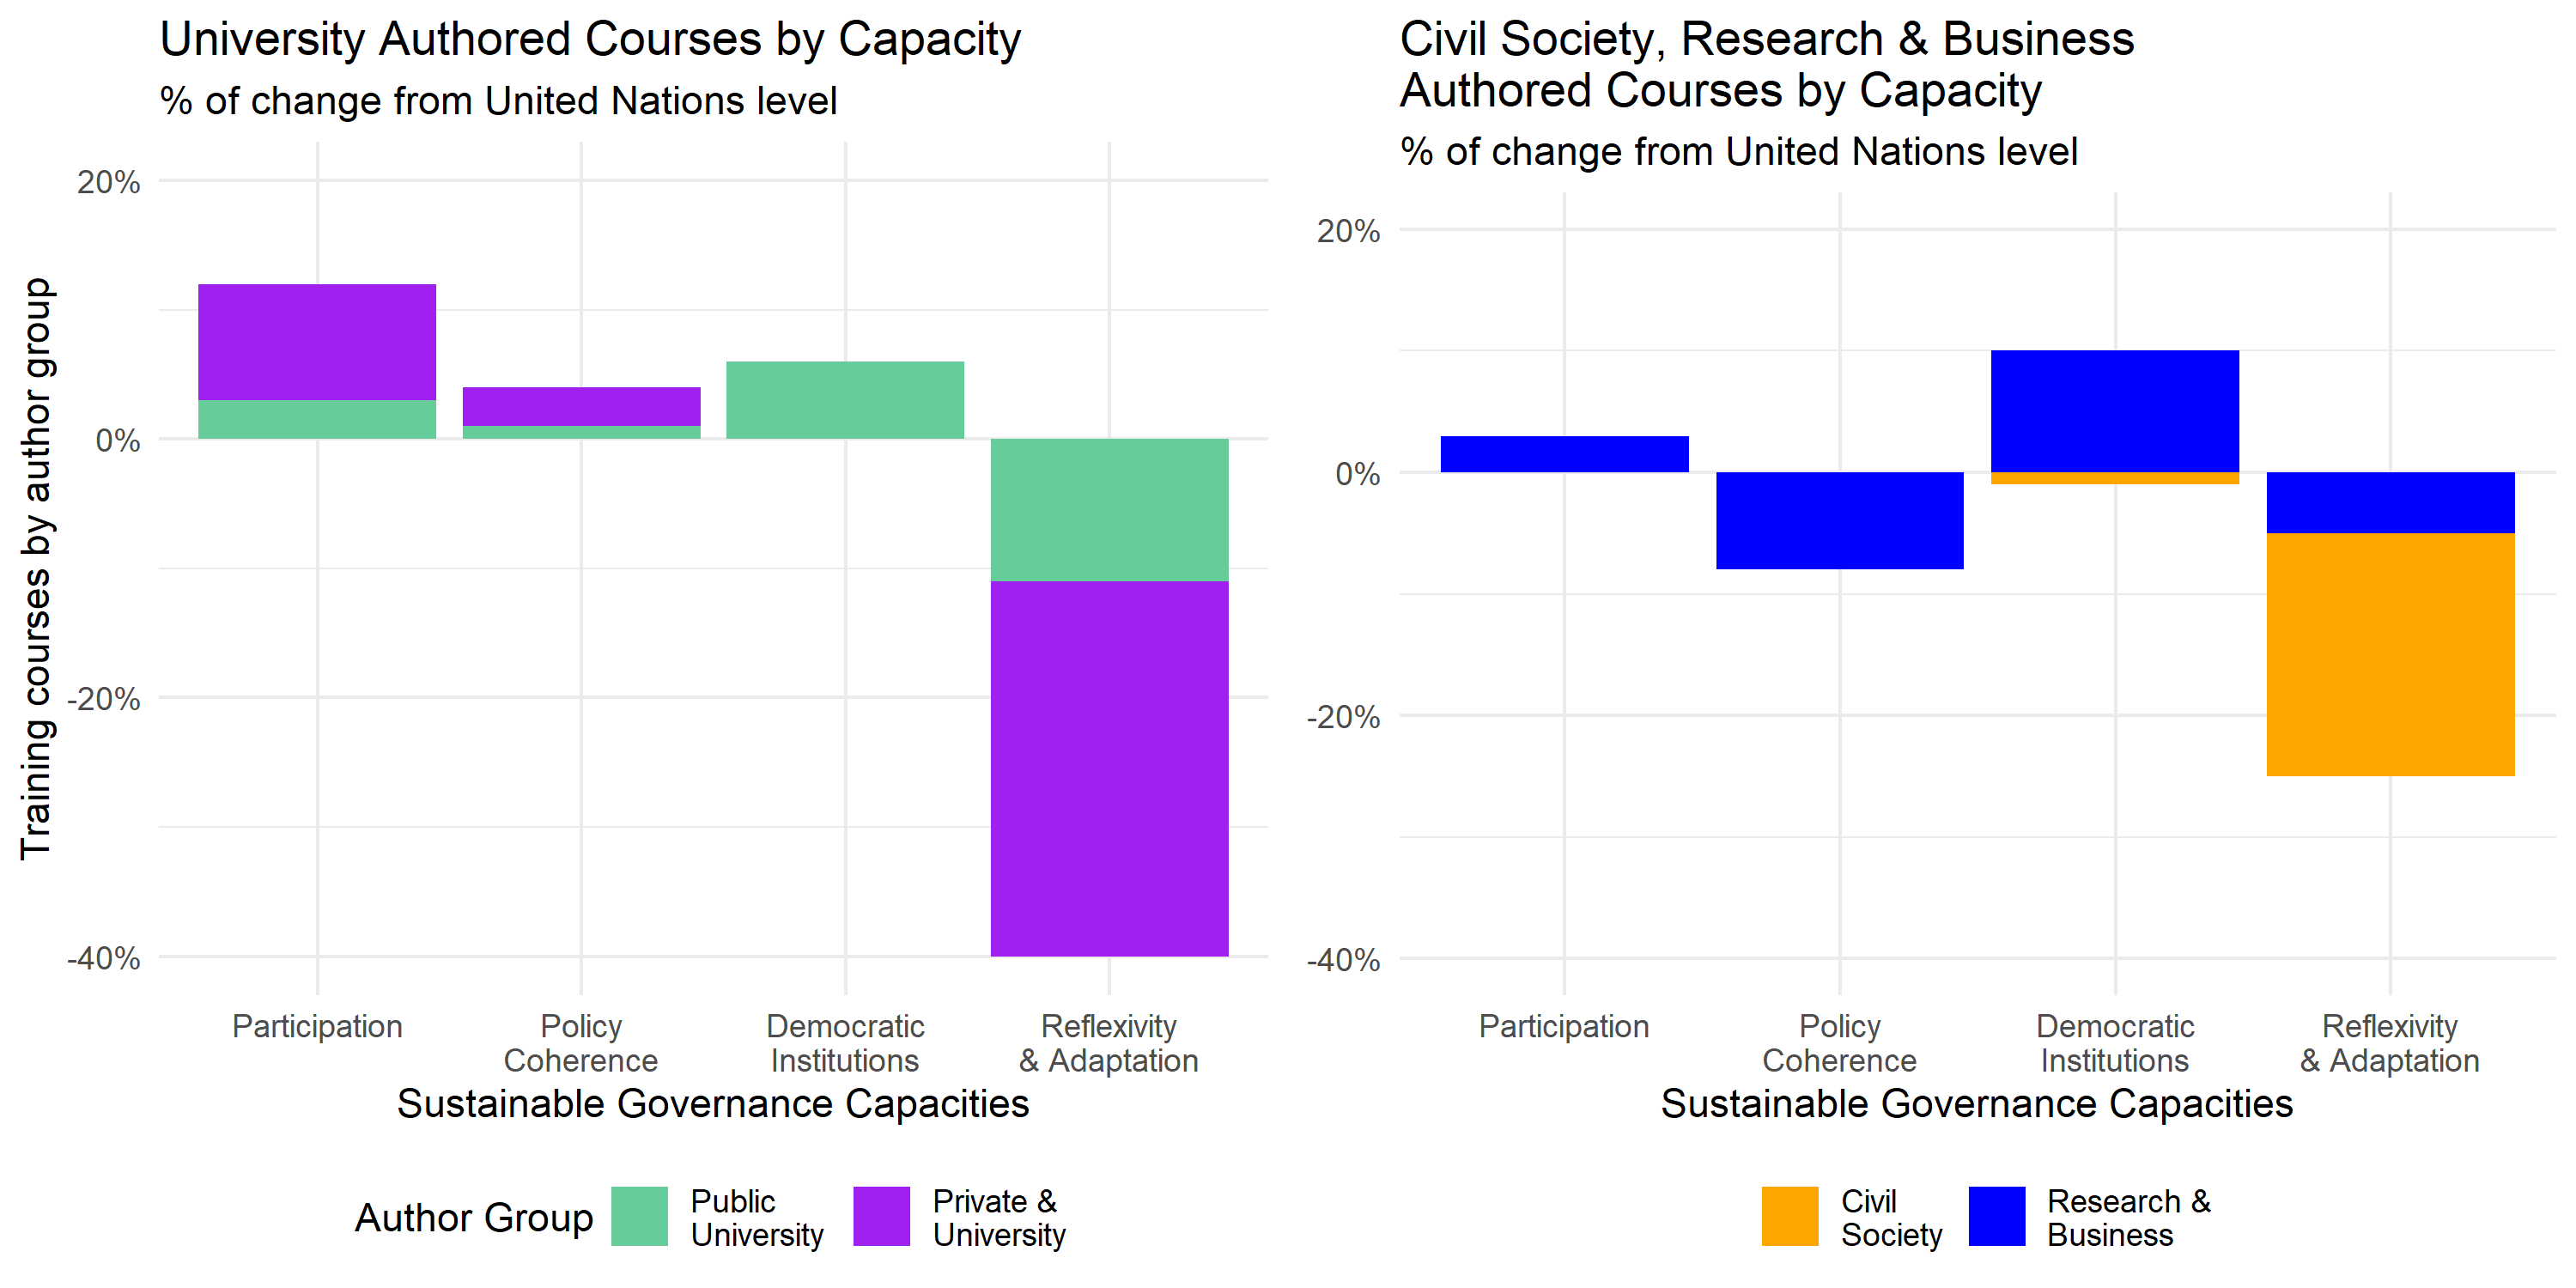 University Authored Courses by Capacity
% of change from United Nations level
Training courses by author group
20%
0%
-20%
-40%
Participation
Policy
Coherence
Democratic
Institutions
Reflexivity
& Adaptation
Sustainable Governance Capacities
Author Group
Public
University
Private &
University
Civil Society, Research & Business
Authored Courses by Capacity
% of change from United Nations level
20%
0%
-20%
-40%
Participation
Policy
Coherence
Democratic
Institutions
Reflexivity
& Adaptation
Sustainable Governance Capacities
Civil
Society
Research &
Business